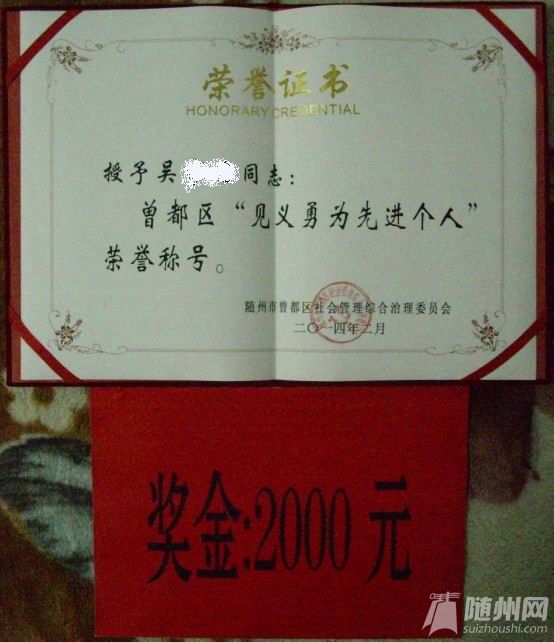 荣誉证书
HONORARY CREDENTIAL
授予吴 同志：
曾都区“见义勇为先进个人”
荣誉称号。
随州市曾都区社会管理综合治理委员会
二〇一四年二月
奖金:2000元
随州网
suizhoushi.com